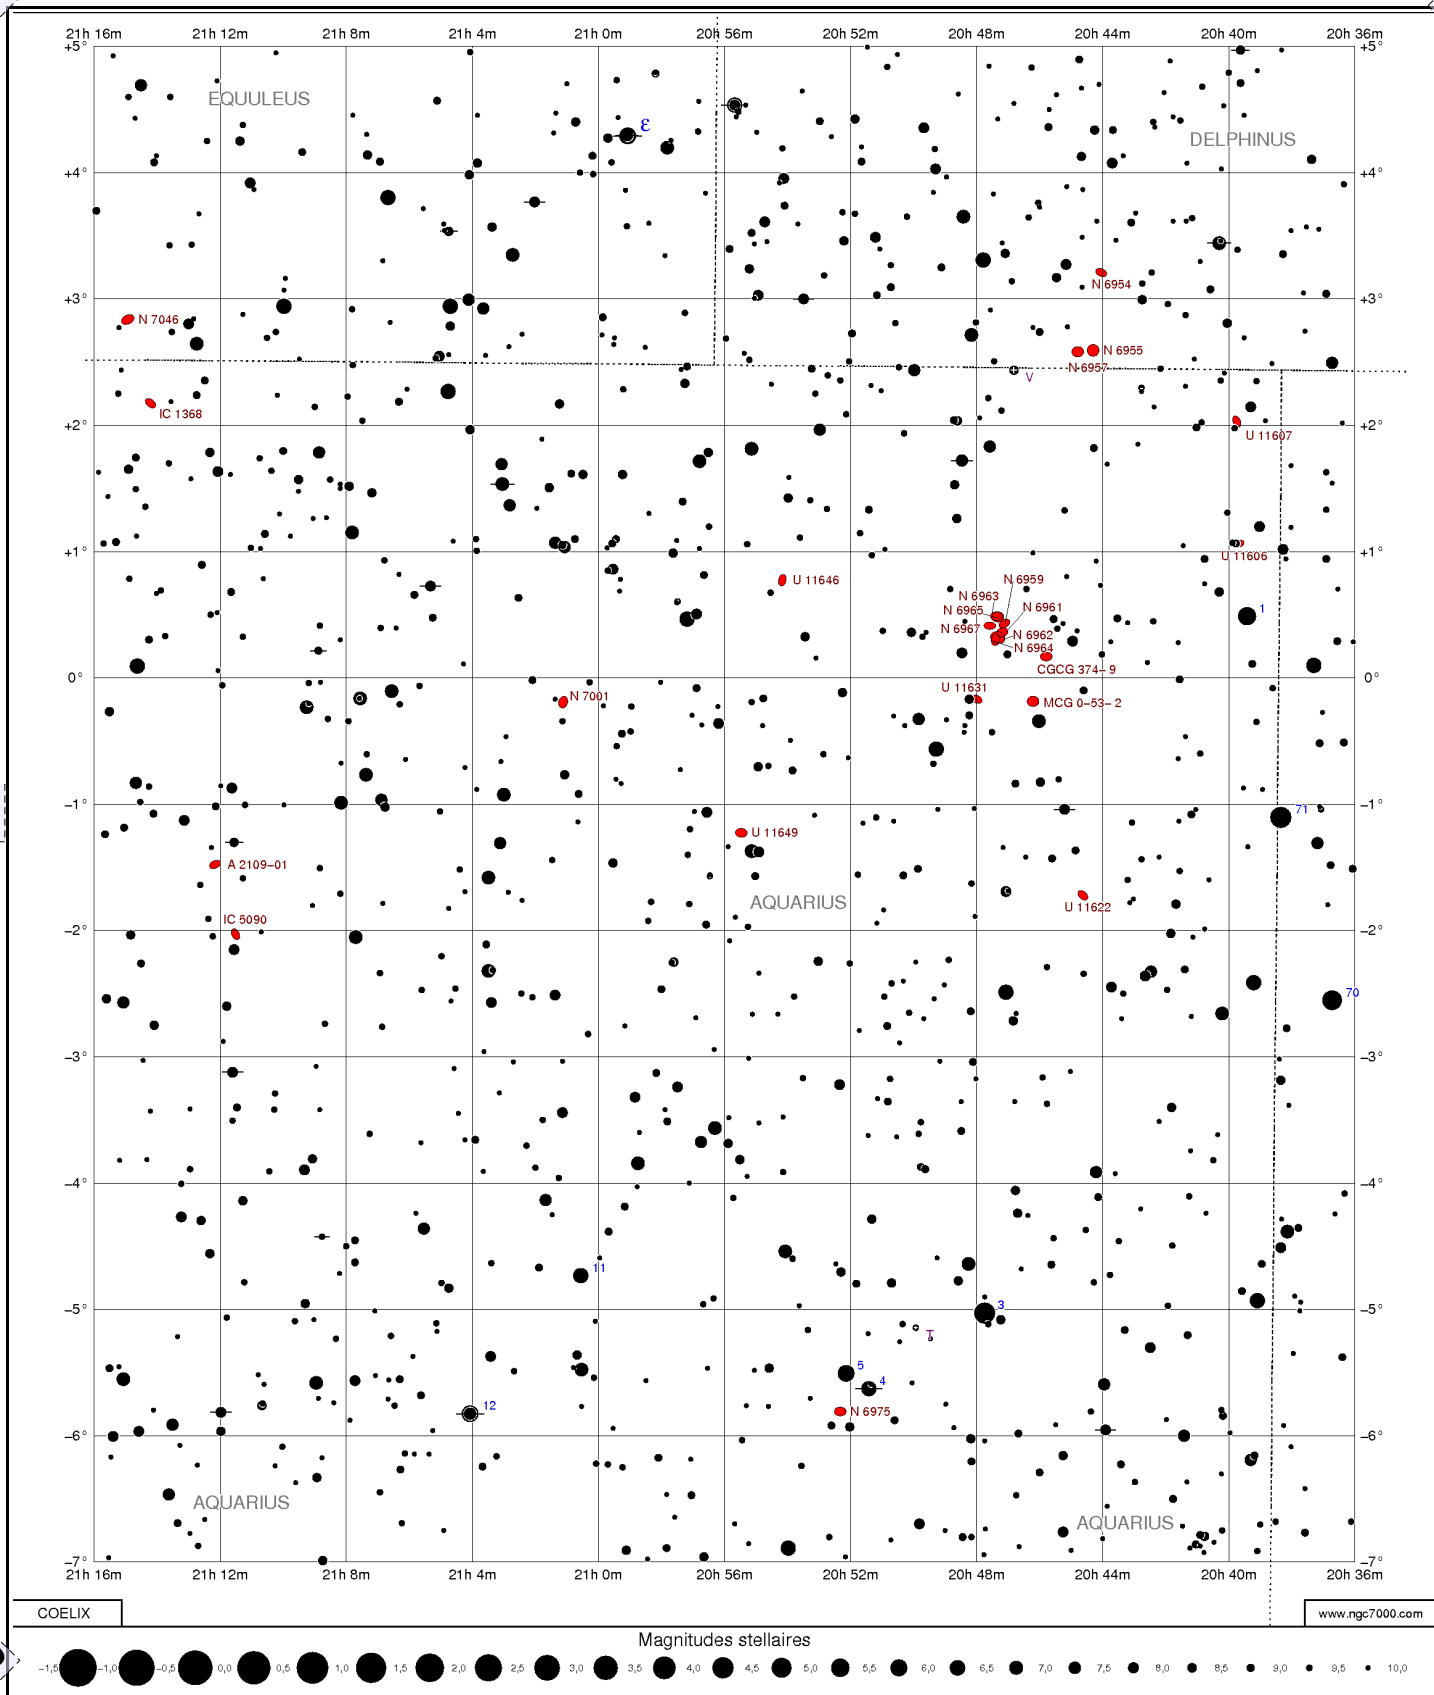 21h 16m 21h 12m 21h 8m 21h 4m 21h 0m 20h 56m 20h 52m 20h 48m 20h 44m 20h 40m 20h 36m
+5° +5°
EQUULEUS
ε
DELPHINUS
+4° +4°
N 6954
+3° +3°
N 7046
N 6955
N 6957
V
IC 1368
+2° +2°
U 11607
+1° +1°
U 11606
U 11646
N 6959
N 6963
N 6965
N 6961
1
N 6967
N 6962
N 6964
CGCG 374-9
0° 0°
U 11631
N 7001
MCG 0-53-2
-1° -1°
71
U 11649
A 2109-01
AQUARIUS
U 11622
IC 5090
-2° -2°
70
-3° -3°
-4° -4°
11
-5° -5°
3
T
5
4
12
N 6975
-6° -6°
AQUARIUS
AQUARIUS
-7° -7°
21h 16m 21h 12m 21h 8m 21h 4m 21h 0m 20h 56m 20h 52m 20h 48m 20h 44m 20h 40m 20h 36m
COELIX
www.ngc7000.com
Magnitudes stellaires
-1,5 -1,0 -0,5 0,0 0,5 1,0 1,5 2,0 2,5 3,0 3,5 4,0 4,5 5,0 5,5 6,0 6,5 7,0 7,5 8,0 8,5 9,0 9,5 10,0